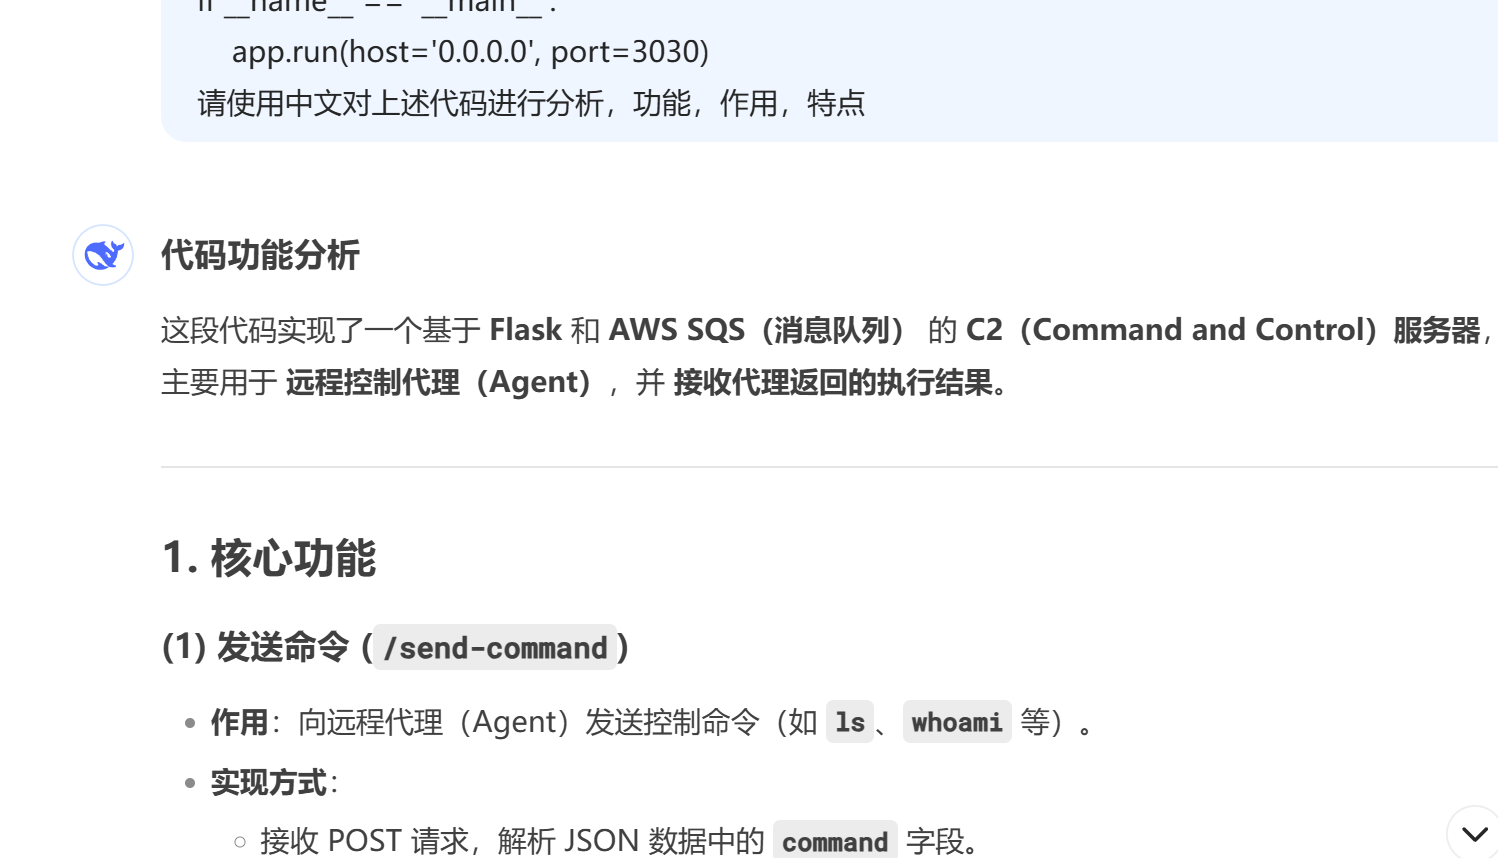 if __name__ == '__main__':
app.run(host='0.0.0.0', port=3030)
请使用中文对上述代码进行分析，功能，作用，特点
代码功能分析
这段代码实现了一个基于 Flask 和 AWS SQS（消息队列） 的 C2（Command and Control）服务器，
主要用于 远程控制代理（Agent），并 接收代理返回的执行结果。
1. 核心功能
(1) 发送命令 (/send-command)
作用：向远程代理（Agent）发送控制命令（如 ls、whoami 等）。
实现方式：
接收 POST 请求，解析 JSON 数据中的 command 字段。